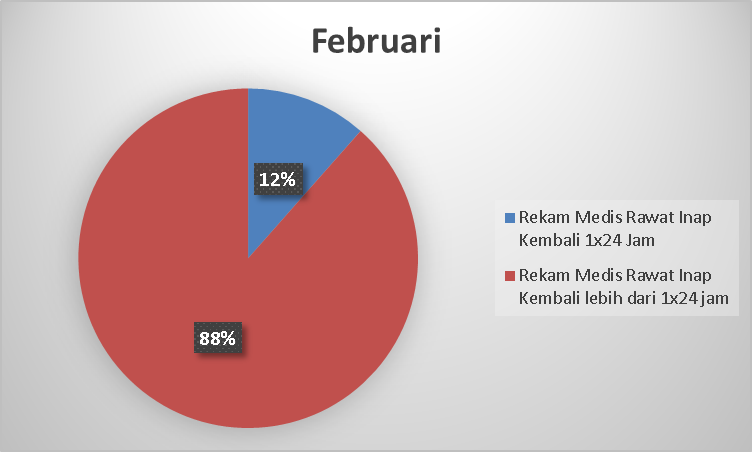 Februari
12%
88%
Rekam Medis Rawat Inap
Kembali 1x24 Jam
Rekam Medis Rawat Inap
Kembali lebih dari 1x24 jam